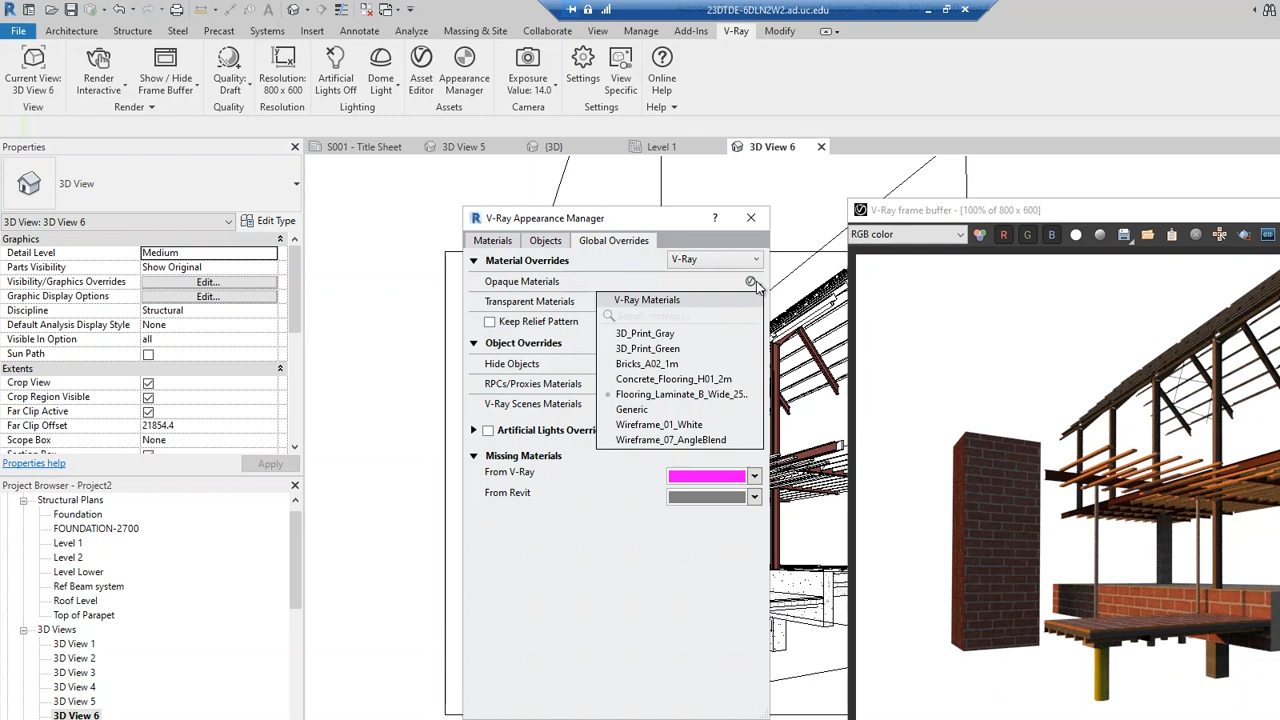 23DTDE-6DLN2W2.ad.uc.edu
File Architecture Structure Steel Precast Systems Insert Annotate Analyze Massing & Site Collaborate View Manage Add-Ins V-Ray Modify
Current View: 3D View 6
Render Interactive
Show / Hide Frame Buffer
Quality: Draft
Resolution: 800 x 600
Artificial Lights Off
Dome Light
Asset Editor
Appearance Manager
Exposure Value: 14.0
Settings
View Specific
Online Help
View Render Quality Resolution Lighting Assets Camera Settings Help
Properties
S001 - Title Sheet 3D View 5 {3D} Level 1 3D View 6
3D View
3D View: 3D View 6 Edit Type
Graphics
Detail Level Medium
Parts Visibility Show Original
Visibility/Graphics Overrides Edit...
Graphic Display Options Edit...
Discipline Structural
Default Analysis Display Style None
Visible In Option all
Sun Path
Extents
Crop View
Crop Region Visible
Far Clip Active
Far Clip Offset 21854.4
Scope Box None
Properties help Apply
Project Browser - Project2
Structural Plans
Foundation
FOUNDATION-2700
Level 1
Level 2
Level Lower
Ref Beam system
Roof Level
Top of Parapet
3D Views
3D View 1
3D View 2
3D View 3
3D View 4
3D View 5
3D View 6
V-Ray Appearance Manager ?
Materials Objects Global Overrides
Material Overrides V-Ray
Opaque Materials
Transparent Materials
Keep Relief Pattern
Object Overrides
Hide Objects
RPCs/Proxies Materials
V-Ray Scenes Materials
Artificial Lights Overri
Missing Materials
From V-Ray
From Revit
V-Ray Materials
Search material...
3D_Print_Gray
3D_Print_Green
Bricks_A02_1m
Concrete_Flooring_H01_2m
Flooring_Laminate_B_Wide_25..
Generic
Wireframe_01_White
Wireframe_07_AngleBlend
V-Ray frame buffer - [100% of 800 x 600]
RGB color R G B